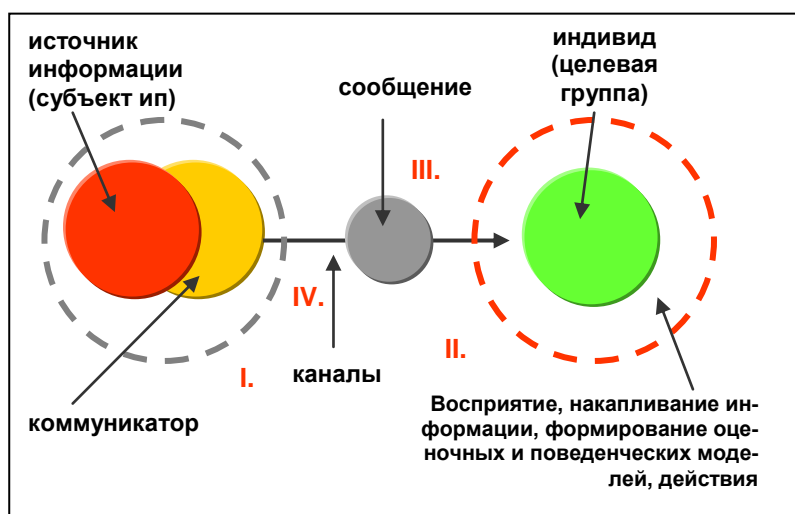 источник
информации
(субъект ип)
сообщение
индивид
(целевая
группа)
III.
IV.
II.
I.
каналы
коммуникатор
Восприятие, накапливание ин-
формации, формирование оце-
ночных и поведенческих моде-
лей, действия